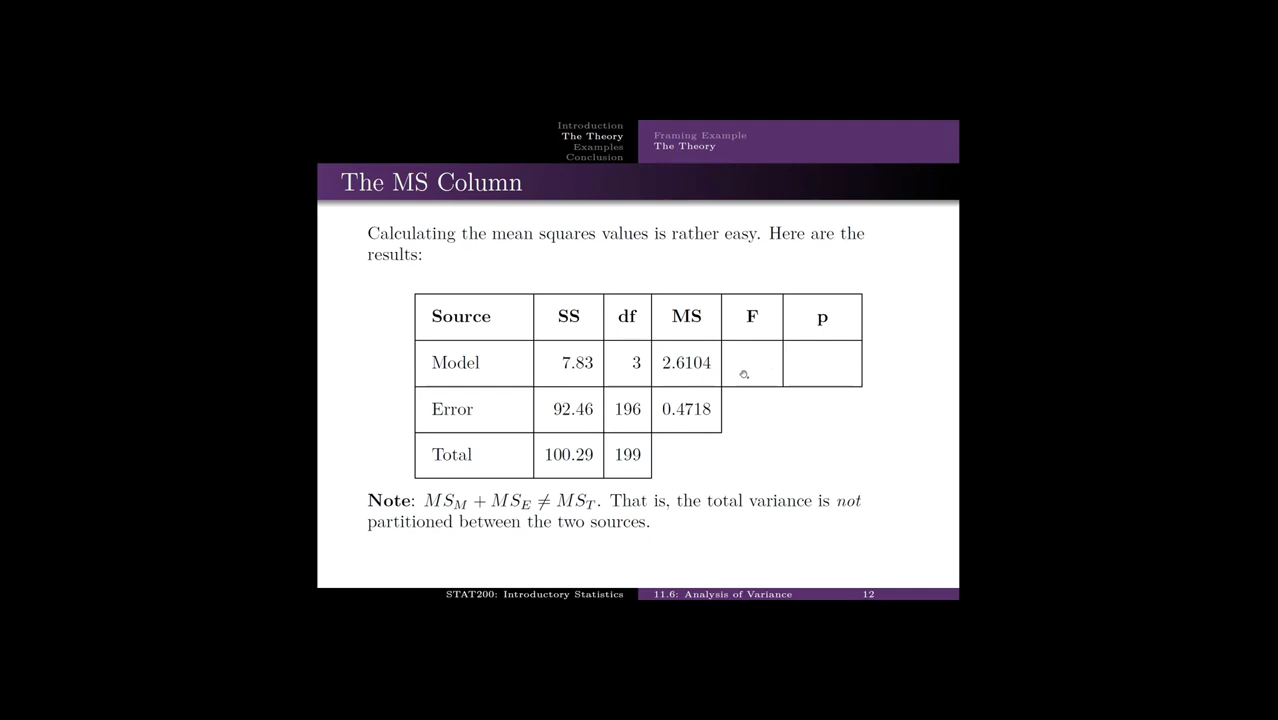 Introduction
The Theory
Examples
Conclusion
Framing Example
The Theory
The MS Column
Calculating the mean squares values is rather easy. Here are the
results:
Source SS df MS F p
Model 7.83 3 2.6104
Error 92.46 196 0.4718
Total 100.29 199
Note: MS_M + MS_E ≠ MS_T. That is, the total variance is not
partitioned between the two sources.
STAT200: Introductory Statistics 11.6: Analysis of Variance 12